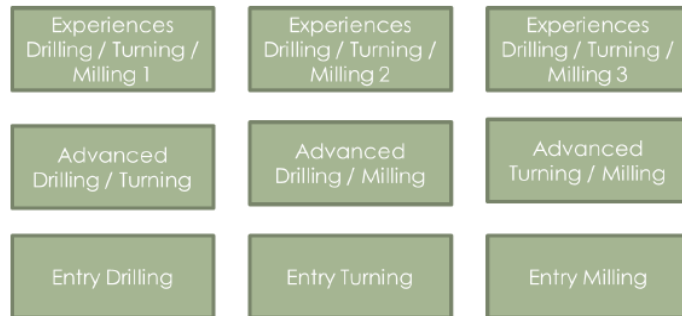 Experiences
Drilling / Turning /
Milling 1
Experiences
Drilling / Turning /
Milling 2
Experiences
Drilling / Turning /
Milling 3
Advanced
Drilling / Turning
Advanced
Drilling / Milling
Advanced
Turning / Milling
Entry Drilling
Entry Turning
Entry Milling